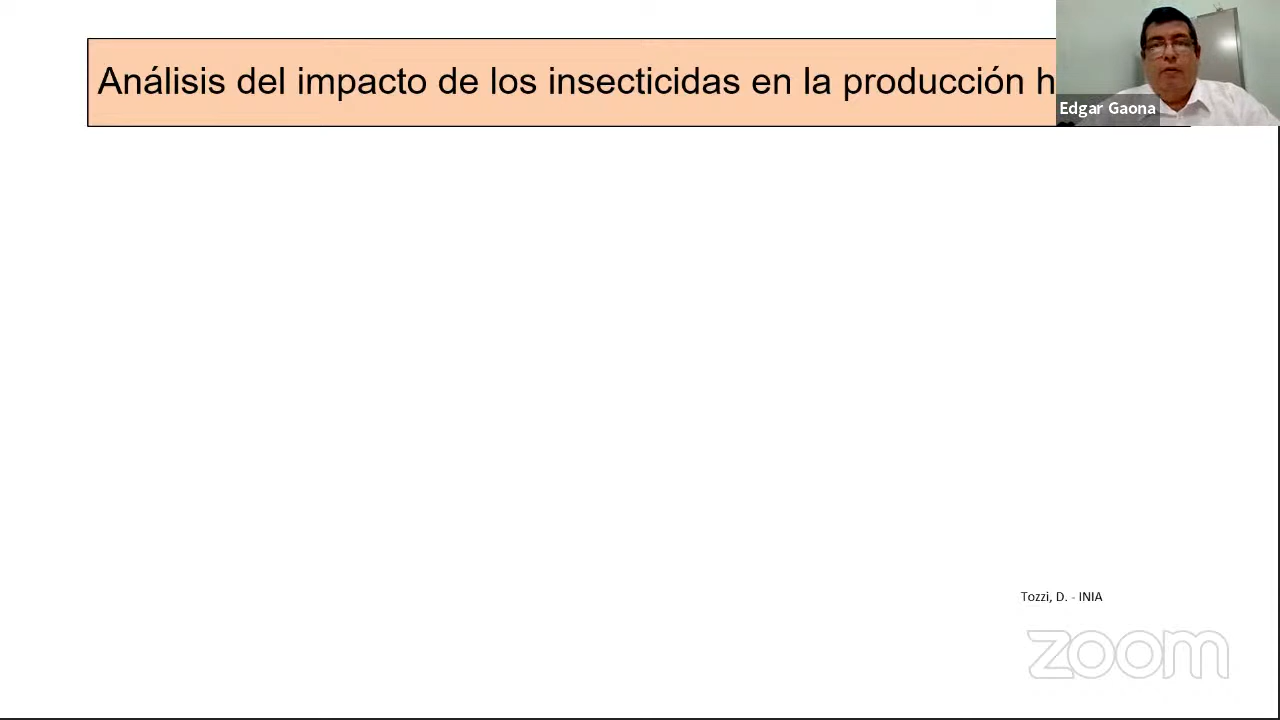 Análisis del impacto de los insecticidas en la producción h
Edgar Gaona
Tozzi, D. - INIA
zoom